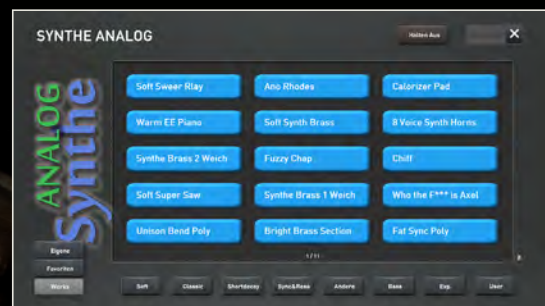 SYNTHE ANALOG
Halten Aus
ANALOG
Synthe
Soft Sweer Rlay
Ano Rhodes
Calorizer Pad
Warm EE Piano
Soft Synth Brass
8 Voice Synth Horns
Synthe Brass 2 Weich
Fuzzy Chap
Chiff
Soft Super Saw
Synthe Brass 1 Weich
Who the F*** is Axel
Unison Bend Poly
Bright Brass Section
Fat Sync Poly
1/11
Eigene
Favoriten
Werks
Soft
Classic
Shortdecay
Sync&Reso
Andere
Bass
Exp.
User